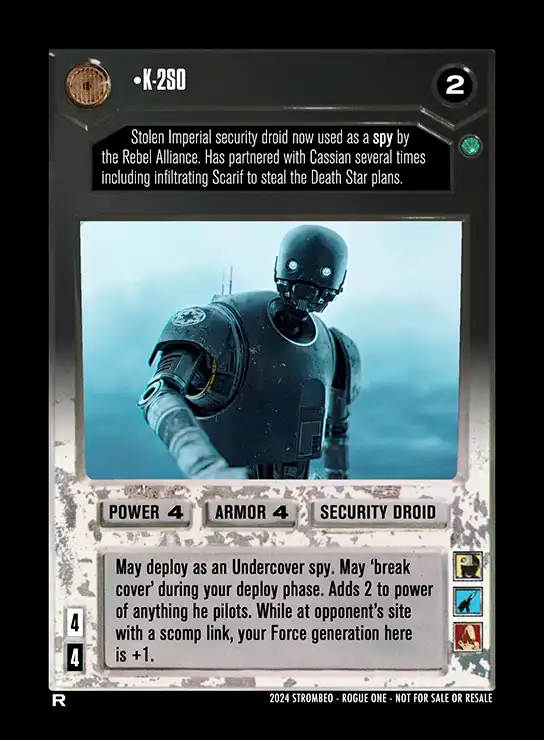 •K-2SO
2
Stolen Imperial security droid now used as a spy by
the Rebel Alliance. Has partnered with Cassian several times
including infiltrating Scarif to steal the Death Star plans.
POWER 4
ARMOR 4
SECURITY DROID
May deploy as an Undercover spy. May ‘break
cover’ during your deploy phase. Adds 2 to power
of anything he pilots. While at opponent’s site
with a scomp link, your Force generation here
is +1.
4
4
R
2024 STROMBEO - ROGUE ONE - NOT FOR SALE OR RESALE